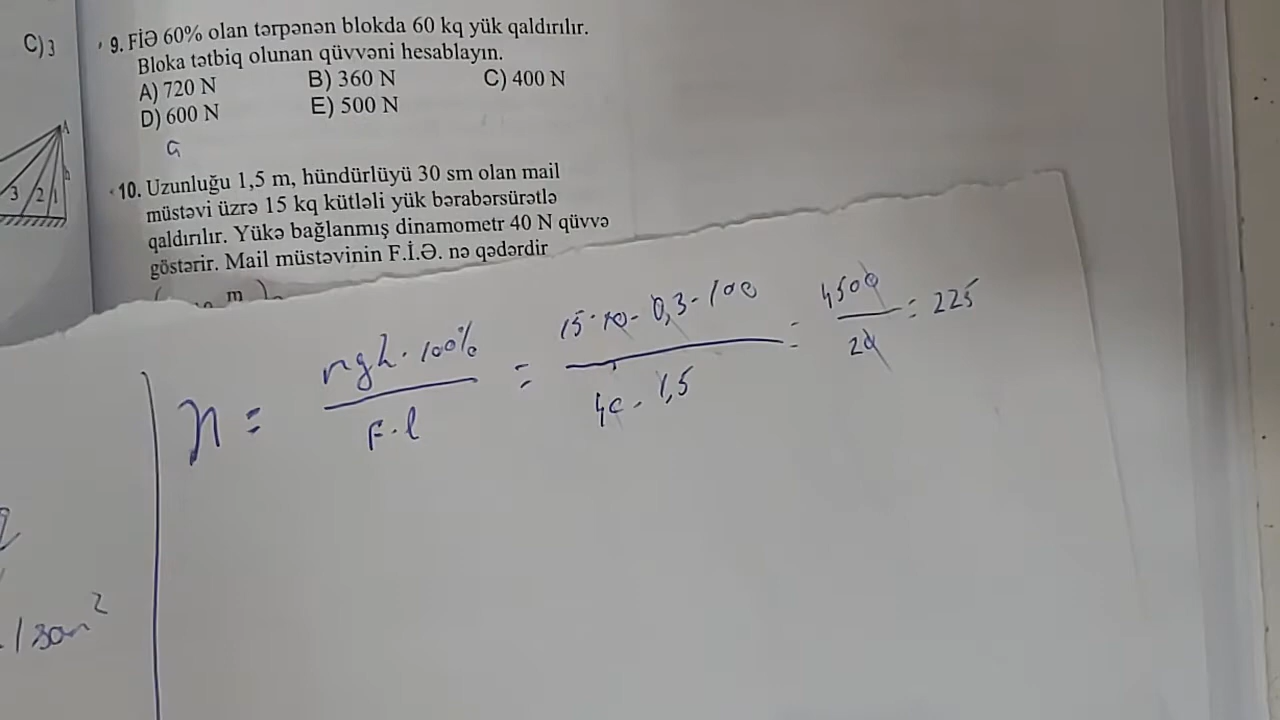 C) 3
9. FİƏ 60% olan tərpənən blokda 60 kq yük qaldırılır.
Bloka tətbiq olunan qüvvəni hesablayın.
A) 720 N B) 360 N C) 400 N
D) 600 N E) 500 N
10. Uzunluğu 1,5 m, hündürlüyü 30 sm olan mail
müstəvi üzrə 15 kq kütləli yük bərabərsürətlə
qaldırılır. Yükə bağlanmış dinamometr 40 N qüvvə
göstərir. Mail müstəvinin F.İ.Ə. nə qədərdir
m
A
h
3 2 1
η = mgh · 100% / F · l = 15 · 10 · 0,3 · 100 / 40 · 1,5 = 4500 / 20 = 225